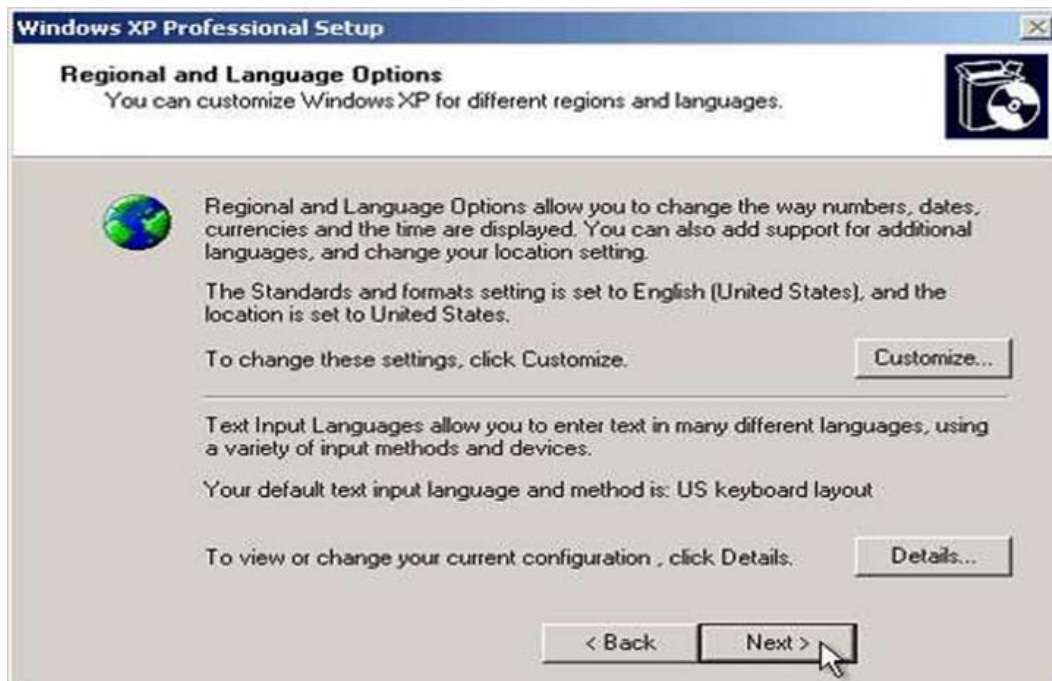 Windows XP Professional Setup
Regional and Language Options
You can customize Windows XP for different regions and languages.
Regional and Language Options allow you to change the way numbers, dates,
currencies and the time are displayed. You can also add support for additional
languages, and change your location setting.
The Standards and formats setting is set to English (United States), and the
location is set to United States.
To change these settings, click Customize.
Customize...
Text Input Languages allow you to enter text in many different languages, using
a variety of input methods and devices.
Your default text input language and method is: US keyboard layout
To view or change your current configuration , click Details.
Details...
< Back
Next >